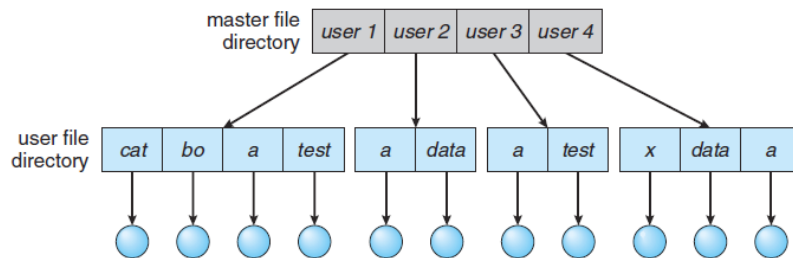 master file
directory
user 1 user 2 user 3 user 4
user file
directory
cat bo a test a data a test x data a